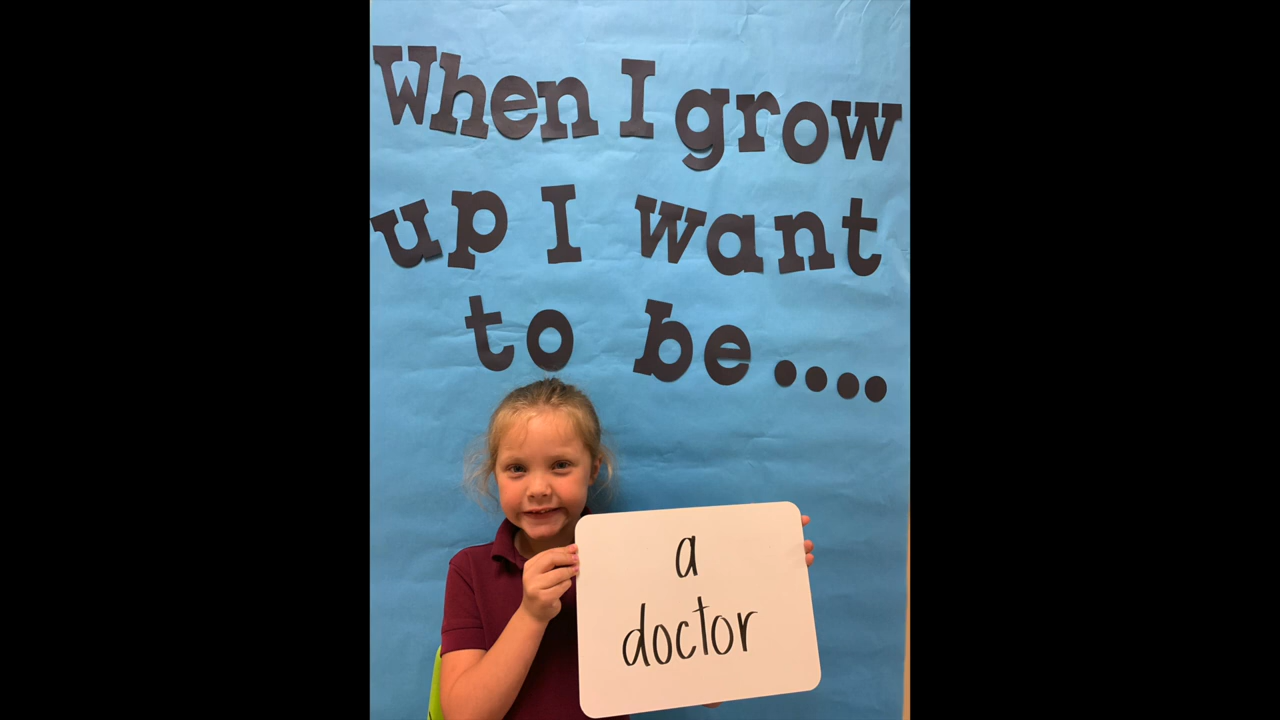 When I grow
up I want
to be....
a
doctor